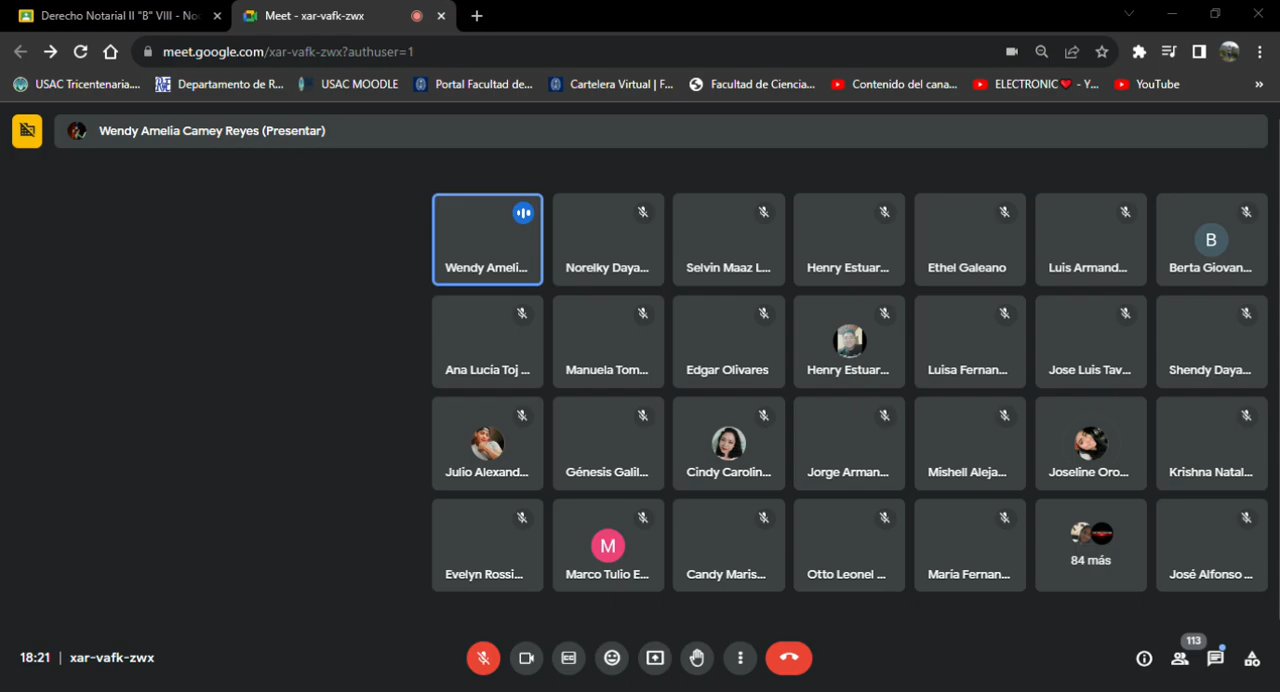 Derecho Notarial II "B" VIII - Noc
Meet - xar-vafk-zwx
meet.google.com/xar-vafk-zwx?authuser=1
USAC Tricentenaria.... Departamento de R... USAC MOODLE Portal Facultad de... Cartelera Virtual | F... Facultad de Ciencia... Contenido del cana... ELECTRONIC❤ - Y... YouTube »
Wendy Amelia Camey Reyes (Presentar)
Wendy Ameli... Norelky Daya... Selvin Maaz L... Henry Estuar... Ethel Galeano Luis Armand... Berta Giovan...
B
Ana Lucía Toj ... Manuela Tom... Edgar Olivares Henry Estuar... Luisa Fernan... Jose Luis Tav... Shendy Daya...
Julio Alexand... Génesis Galil... Cindy Carolin... Jorge Arman... Mishell Aleja... Joseline Oro... Krishna Natal...
M
84 más
Evelyn Rossi... Marco Tulio E... Candy Maris... Otto Leonel ... María Fernan... José Alfonso ...
113
18:21 | xar-vafk-zwx